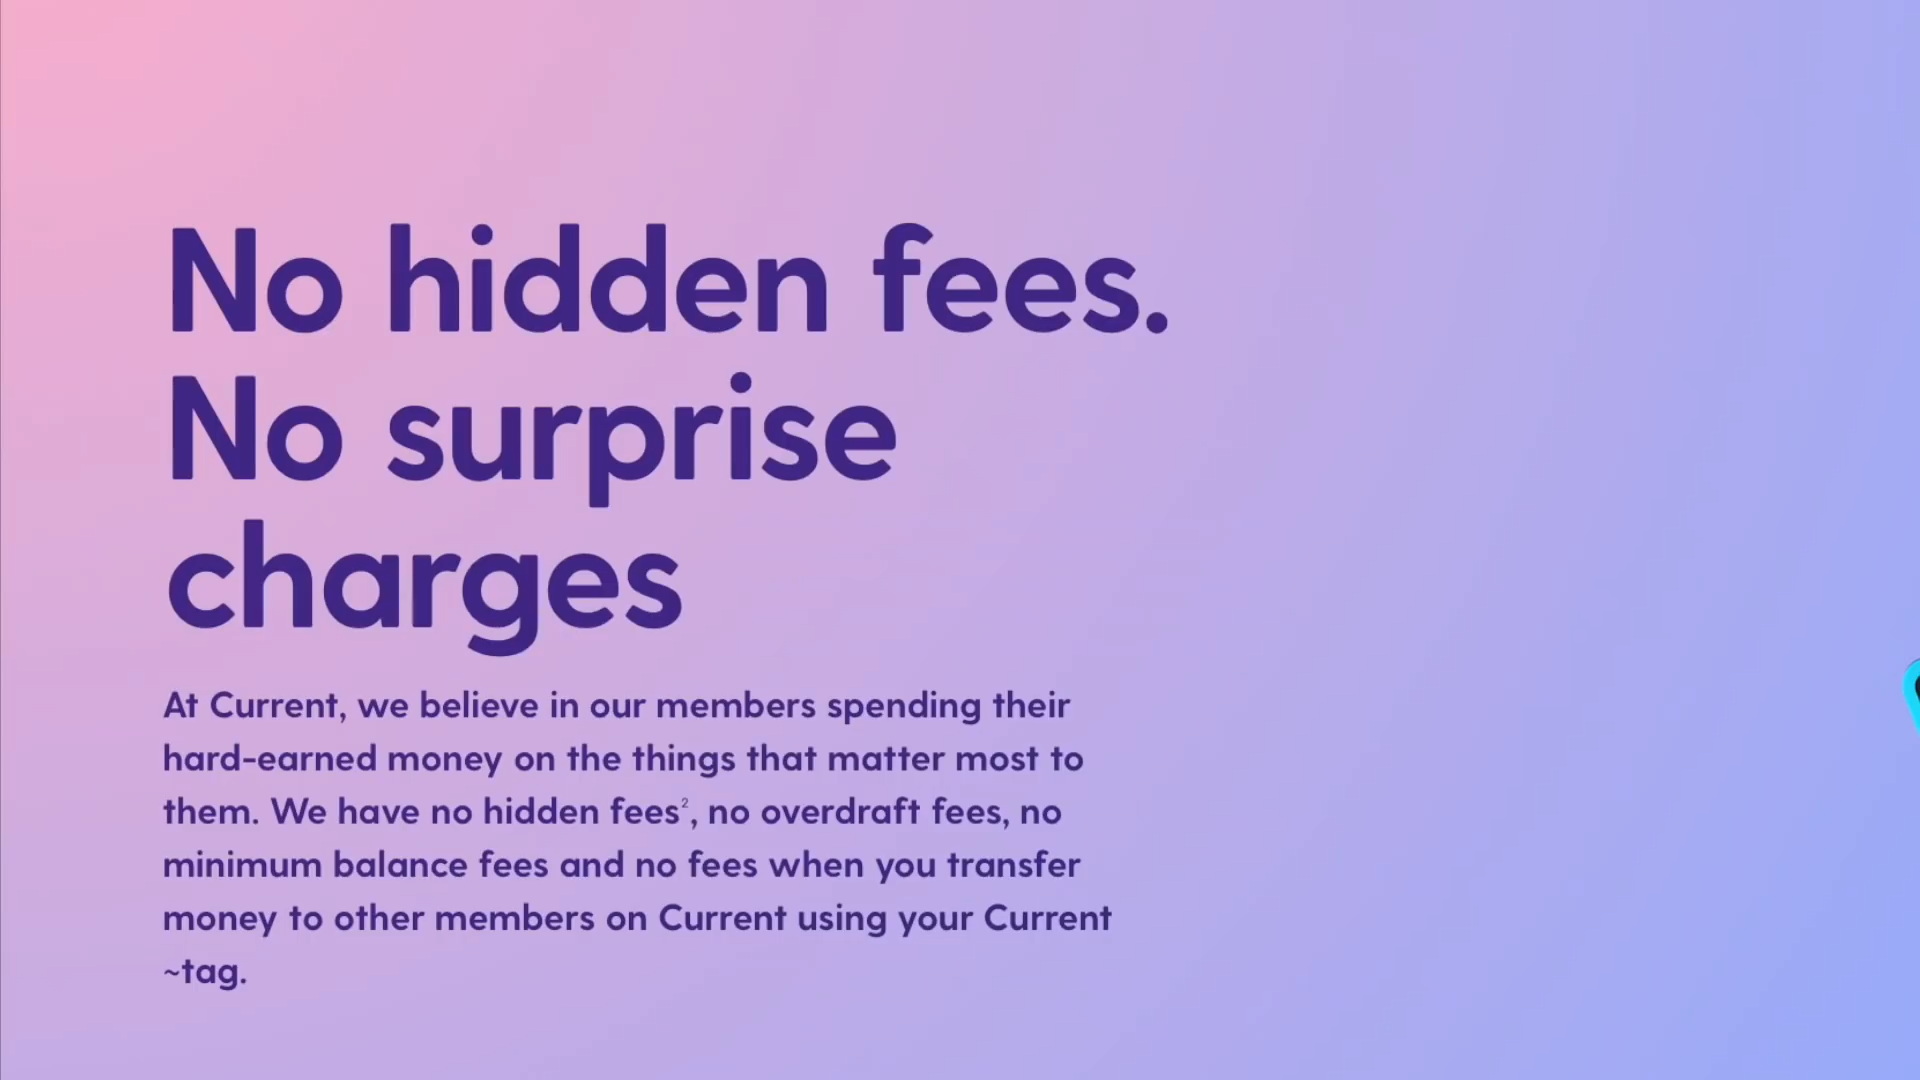 No hidden fees.
No surprise
charges
At Current, we believe in our members spending their
hard-earned money on the things that matter most to
them. We have no hidden fees², no overdraft fees, no
minimum balance fees and no fees when you transfer
money to other members on Current using your Current
~tag.